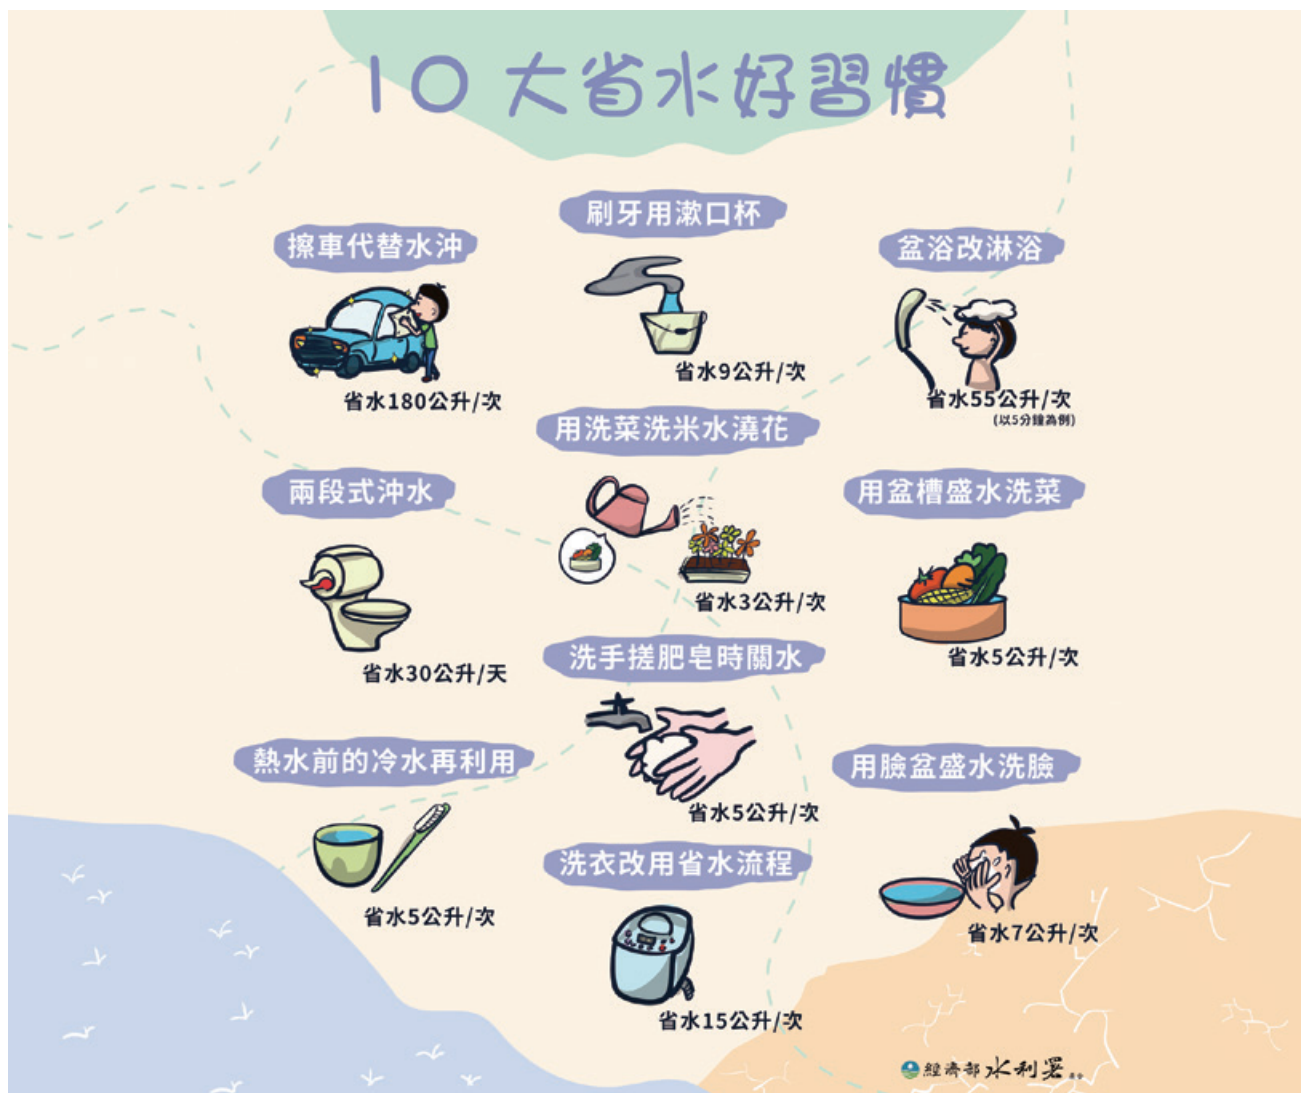 10 大省水好習慣
擦車代替水沖
省水180公升/次
刷牙用漱口杯
省水9公升/次
盆浴改淋浴
省水55公升/次
(以5分鐘為例)
兩段式沖水
省水30公升/天
用洗菜洗米水澆花
省水3公升/次
用盆槽盛水洗菜
省水5公升/次
熱水前的冷水再利用
省水5公升/次
洗手搓肥皂時關水
省水5公升/次
用臉盆盛水洗臉
省水7公升/次
洗衣改用省水流程
省水15公升/次
經濟部水利署